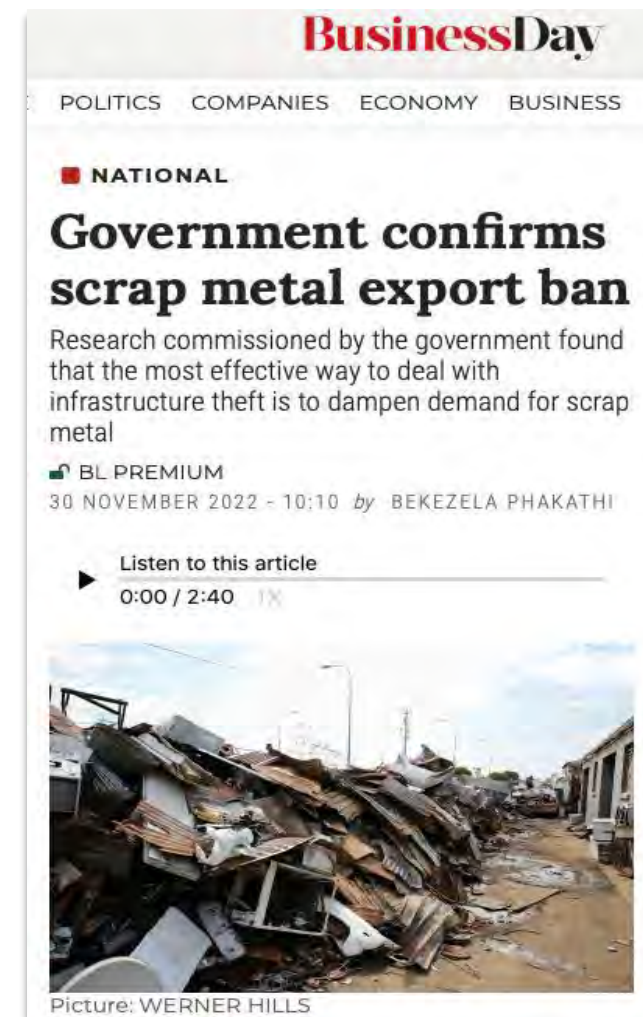 BusinessDay
POLITICS COMPANIES ECONOMY BUSINESS
NATIONAL
Government confirms
scrap metal export ban
Research commissioned by the government found
that the most effective way to deal with
infrastructure theft is to dampen demand for scrap
metal
BL PREMIUM
30 NOVEMBER 2022 - 10:10 by BEKEZELA PHAKATHI
Listen to this article
0:00 / 2:40 1X
Picture: WERNER HILLS